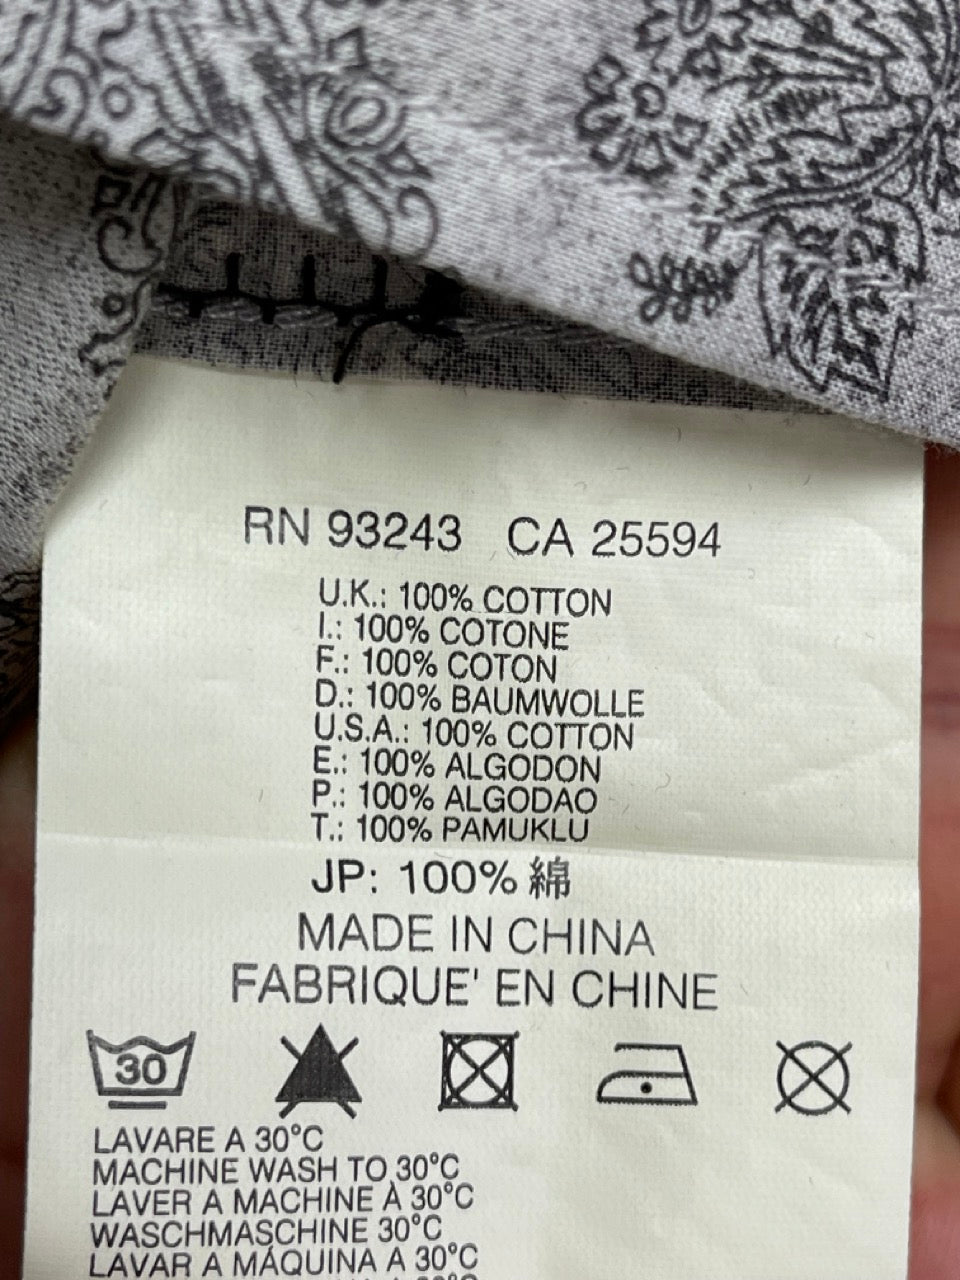 RN 93243 CA 25594
U.K.: 100% COTTON
I.: 100% COTONE
F.: 100% COTON
D.: 100% BAUMWOLLE
U.S.A.: 100% COTTON
E.: 100% ALGODON
P.: 100% ALGODAO
T.: 100% PAMUKLU
JP: 100% 綿
MADE IN CHINA
FABRIQUE' EN CHINE
30
LAVARE A 30°C
MACHINE WASH TO 30°C
LAVER A MACHINE À 30°C
WASCHMASCHINE 30°C
LAVAR A MÁQUINA A 30°C